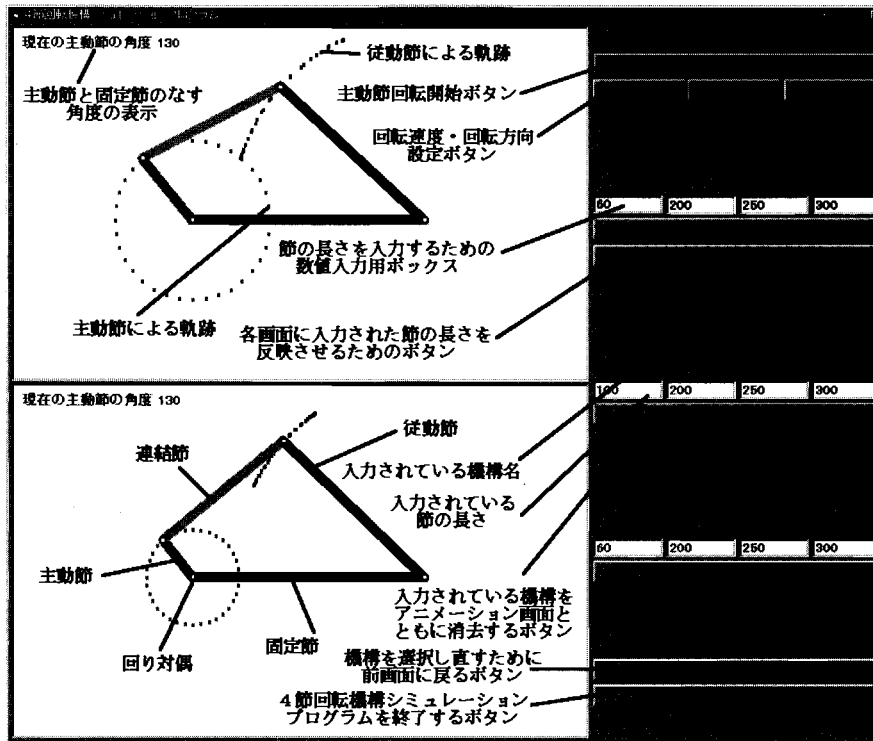 現在の主動節の角度 130
従動節による軌跡
主動節と固定節のなす
角度の表示
主動節回転開始ボタン
回転速度・回転方向
設定ボタン
60 200 250 300
節の長さを入力するための
数値入力用ボックス
主動節による軌跡
各画面に入力された節の長さを
反映させるためのボタン
100 200 250 300
現在の主動節の角度 130
連結節
従動節
入力されている機構名
入力されている
節の長さ
60 200 250 300
主動節
入力されている機構を
アニメーション画面と
ともに消去するボタン
回り対偶
固定節
機構を選択し直すために
前画面に戻るボタン
4節回転機構シミュレーション
プログラムを終了するボタン